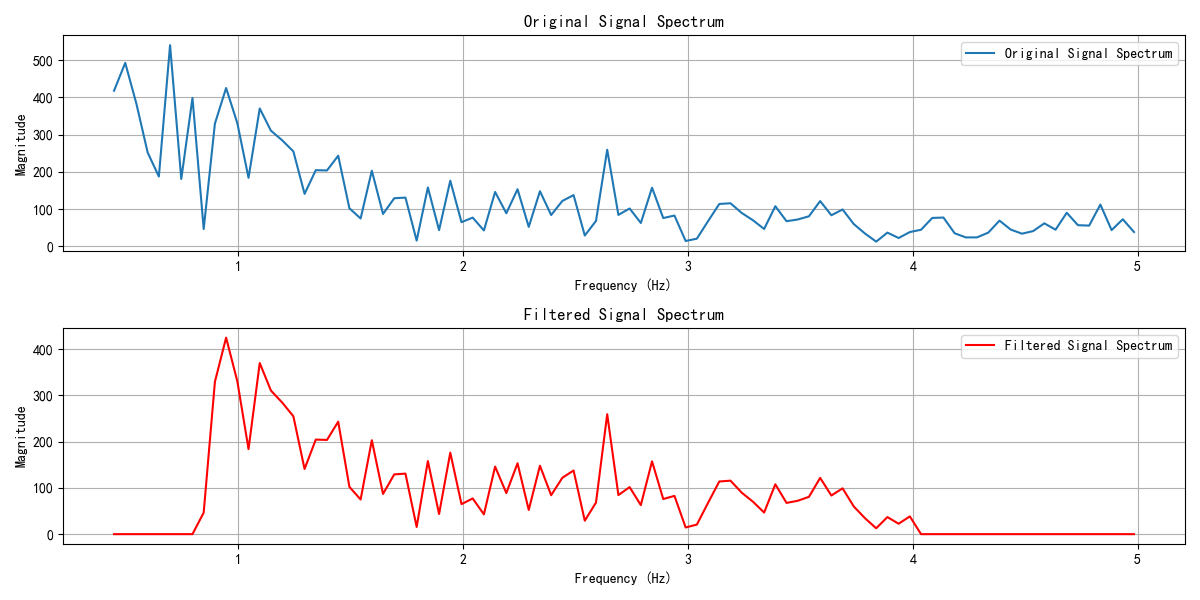 Original Signal Spectrum
Original Signal Spectrum
500
400
300
200
100
0
Magnitude
1 2 3 4 5
Frequency (Hz)
Filtered Signal Spectrum
Filtered Signal Spectrum
400
300
200
100
0
Magnitude
1 2 3 4 5
Frequency (Hz)